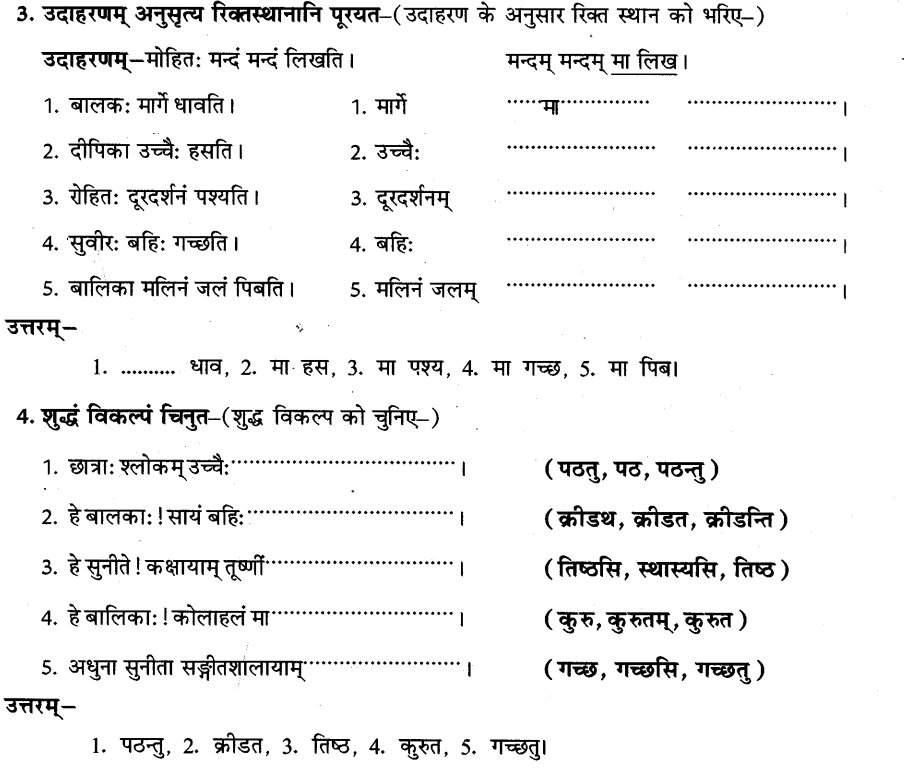 3. उदाहरणम् अनुसृत्य रिक्तस्थानानि पूरयत–(उदाहरण के अनुसार रिक्त स्थान को भरिए–)
उदाहरणम्–मोहितः मन्दं मन्दं लिखति। मन्दम् मन्दम् मा लिख।
1. बालकः मार्गे धावति। 1. मार्गे ......मा............... ..........................।
2. दीपिका उच्चैः हसति। 2. उच्चैः .......................... ..........................।
3. रोहितः दूरदर्शनं पश्यति। 3. दूरदर्शनम् .......................... ..........................।
4. सुवीरः बहिः गच्छति। 4. बहिः .......................... ..........................।
5. बालिका मलिनं जलं पिबति। 5. मलिनं जलम् .......................... ..........................।
उत्तरम्–
1. .......... धाव, 2. मा हस, 3. मा पश्य, 4. मा गच्छ, 5. मा पिब।
4. शुद्धं विकल्पं चिनुत–(शुद्ध विकल्प को चुनिए–)
1. छात्राः श्लोकम् उच्चैः.......................................। (पठतु, पठ, पठन्तु)
2. हे बालकाः! सायं बहिः....................................। (क्रीडथ, क्रीडत, क्रीडन्ति)
3. हे सुनीते! कक्षायाम् तूष्णीं..................................। (तिष्ठसि, स्थास्यसि, तिष्ठ)
4. हे बालिकाः! कोलाहलं मा................................। (कुरु, कुरुतम्, कुरुत)
5. अधुना सुनीता सङ्गीतशालायाम्............................। (गच्छ, गच्छसि, गच्छतु)
उत्तरम्–
1. पठन्तु, 2. क्रीडत, 3. तिष्ठ, 4. कुरुत, 5. गच्छतु।